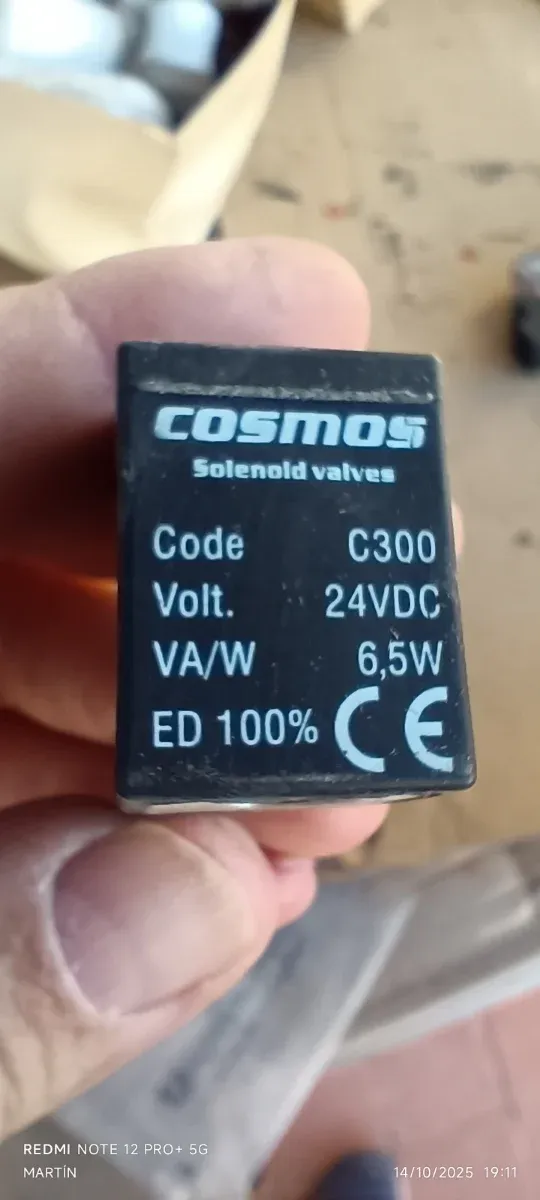 COSMOS
Solenoid valves
Code C300
Volt. 24VDC
VA/W 6,5W
ED 100% CE
REDMI NOTE 12 PRO+ 5G
MARTÍN 14/10/2025 19:11